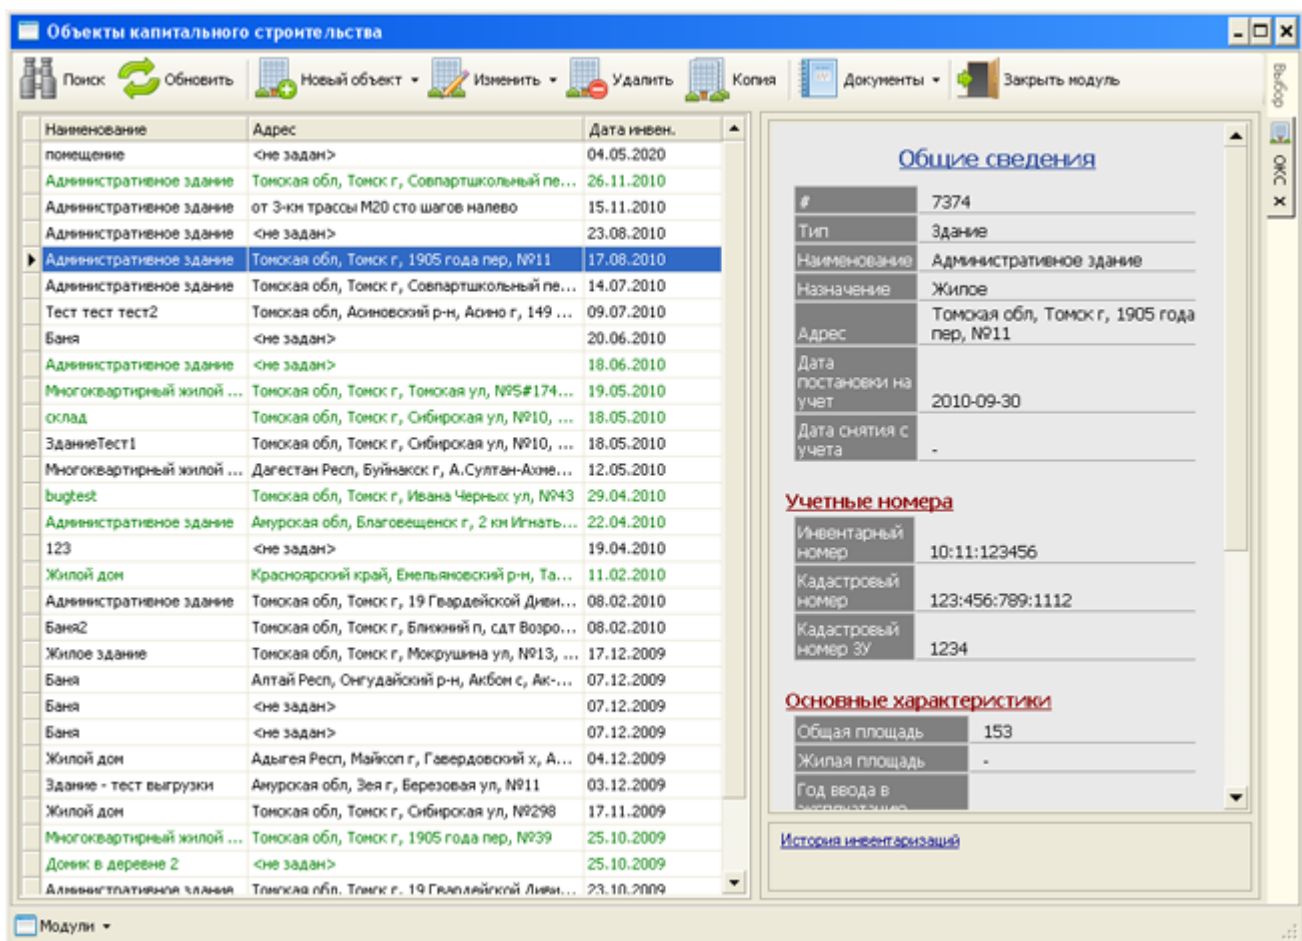 Объекты капитального строительства
Поиск Обновить Новый объект Изменить Удалить Копия Документы Закрыть модуль
Наименование Адрес Дата инвен.
помещение <не задан> 04.05.2020
Административное здание Томская обл, Томск г, Совпартшкольный пе... 26.11.2010
Административное здание от 3-км трассы М20 сто шагов налево 15.11.2010
Административное здание <не задан> 23.08.2010
Административное здание Томская обл, Томск г, 1905 года пер, №11 17.08.2010
Административное здание Томская обл, Томск г, Совпартшкольный пе... 14.07.2010
Тест тест тест2 Томская обл, Асиновский р-н, Асино г, 149 ... 09.07.2010
Баня <не задан> 20.06.2010
Административное здание <не задан> 18.06.2010
Многоквартирный жилой ... Томская обл, Томск г, Томская ул, №5#174... 19.05.2010
склад Томская обл, Томск г, Сибирская ул, №10, ... 18.05.2010
ЗданиеТест1 Томская обл, Томск г, Сибирская ул, №10, ... 18.05.2010
Многоквартирный жилой ... Дагестан Респ, Буйнакск г, А.Султан-Ахме... 12.05.2010
bugtest Томская обл, Томск г, Ивана Черных ул, №43 29.04.2010
Административное здание Амурская обл, Благовещенск г, 2 км Игнать... 22.04.2010
123 <не задан> 19.04.2010
Жилой дом Красноярский край, Емельяновский р-н, Та... 11.02.2010
Административное здание Томская обл, Томск г, 19 Гвардейской Диви... 08.02.2010
Баня2 Томская обл, Томск г, Ближний п, сдт Возро... 08.02.2010
Жилое здание Томская обл, Томск г, Мокрушина ул, №13, ... 17.12.2009
Баня Алтай Респ, Онгудайский р-н, Акбом с, Ак-... 07.12.2009
Баня <не задан> 07.12.2009
Баня <не задан> 07.12.2009
Жилой дом Адыгея Респ, Майкоп г, Гавердовский х, А... 04.12.2009
Здание - тест выгрузки Амурская обл, Зея г, Березовая ул, №11 03.12.2009
Жилой дом Томская обл, Томск г, Сибирская ул, №298 17.11.2009
Многоквартирный жилой ... Томская обл, Томск г, 1905 года пер, №39 25.10.2009
Домик в деревне 2 <не задан> 25.10.2009
Административное здание Томская обл, Томск г, 19 Гвардейской Диви... 23.10.2009
Общие сведения
# 7374
Тип Здание
Наименование Административное здание
Назначение Жилое
Адрес Томская обл, Томск г, 1905 года
пер, №11
Дата
постановки на
учет 2010-09-30
Дата снятия с
учета -
Учетные номера
Инвентарный
номер 10:11:123456
Кадастровый
номер 123:456:789:1112
Кадастровый
номер ЗУ 1234
Основные характеристики
Общая площадь 153
Жилая площадь -
Год ввода в
эксплуатацию
История инвентаризаций
Выбор
ОКС
Модули